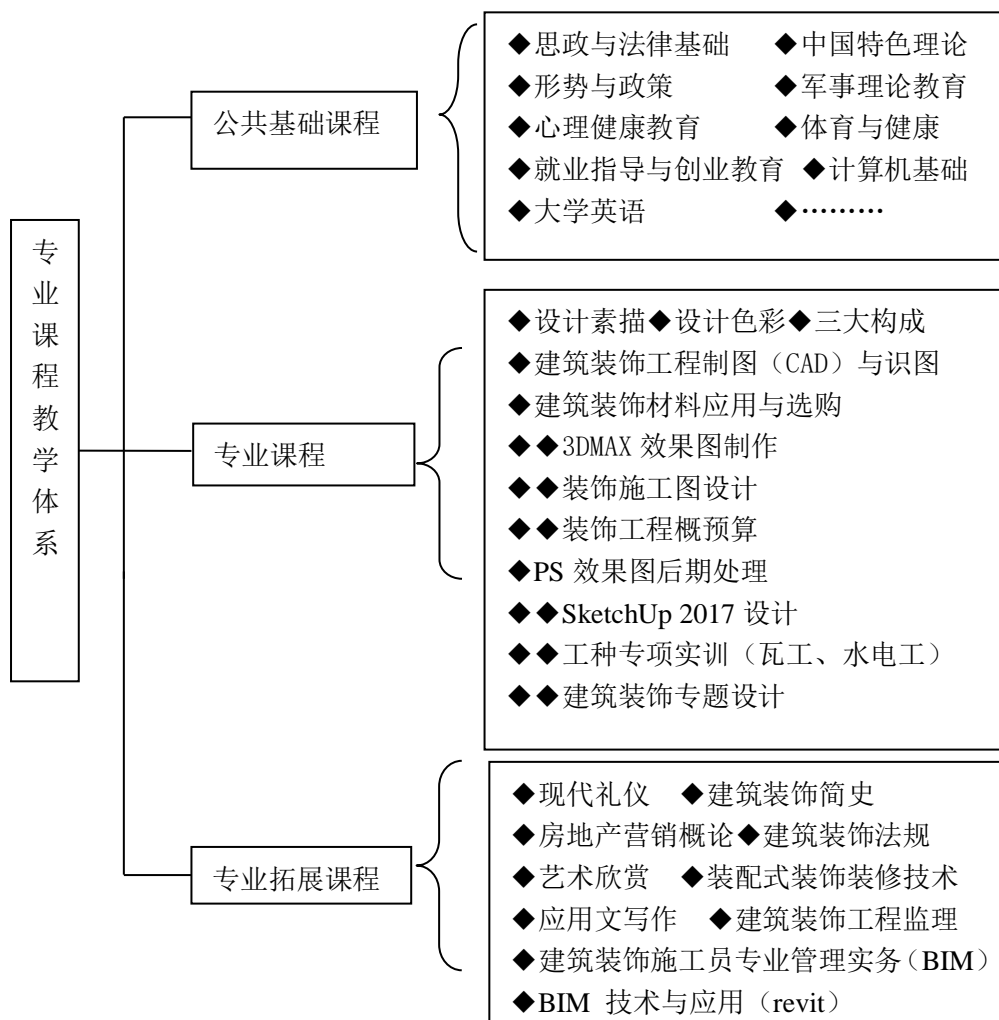 专业课程教学体系
公共基础课程
◆思政与法律基础 ◆中国特色理论
◆形势与政策 ◆军事理论教育
◆心理健康教育 ◆体育与健康
◆就业指导与创业教育 ◆计算机基础
◆大学英语 ◆………
专业课程
◆设计素描◆设计色彩◆三大构成
◆建筑装饰工程制图（CAD）与识图
◆建筑装饰材料应用与选购
◆◆3DMAX 效果图制作
◆◆装饰施工图设计
◆◆装饰工程概预算
◆PS 效果图后期处理
◆◆SketchUp 2017 设计
◆◆工种专项实训（瓦工、水电工）
◆◆建筑装饰专题设计
专业拓展课程
◆现代礼仪 ◆建筑装饰简史
◆房地产营销概论◆建筑装饰法规
◆艺术欣赏 ◆装配式装饰装修技术
◆应用文写作 ◆建筑装饰工程监理
◆建筑装饰施工员专业管理实务（BIM）
◆BIM 技术与应用（revit）